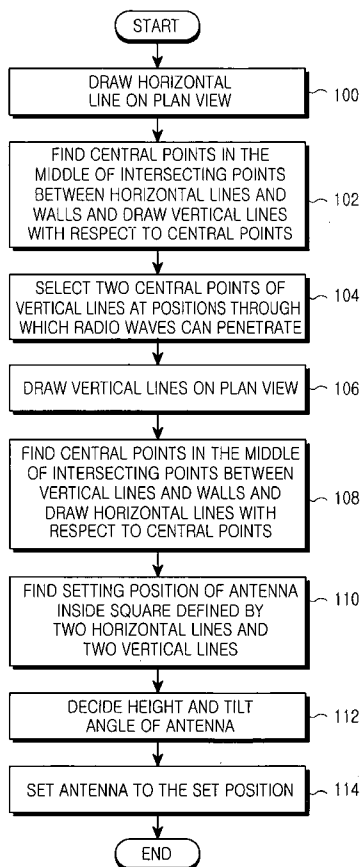 START
DRAW HORIZONTAL
LINE ON PLAN VIEW
100
FIND CENTRAL POINTS IN THE
MIDDLE OF INTERSECTING POINTS
BETWEEN HORIZONTAL LINES AND
WALLS AND DRAW VERTICAL LINES
WITH RESPECT TO CENTRAL POINTS
102
SELECT TWO CENTRAL POINTS OF
VERTICAL LINES AT POSITIONS THROUGH
WHICH RADIO WAVES CAN PENETRATE
104
DRAW VERTICAL LINES ON PLAN VIEW
106
FIND CENTRAL POINTS IN THE MIDDLE
OF INTERSECTING POINTS BETWEEN
VERTICAL LINES AND WALLS AND
DRAW HORIZONTAL LINES WITH
RESPECT TO CENTRAL POINTS
108
FIND SETTING POSITION OF ANTENNA
INSIDE SQUARE DEFINED BY
TWO HORIZONTAL LINES AND
TWO VERTICAL LINES
110
DECIDE HEIGHT AND TILT
ANGLE OF ANTENNA
112
SET ANTENNA TO THE SET POSITION
114
END